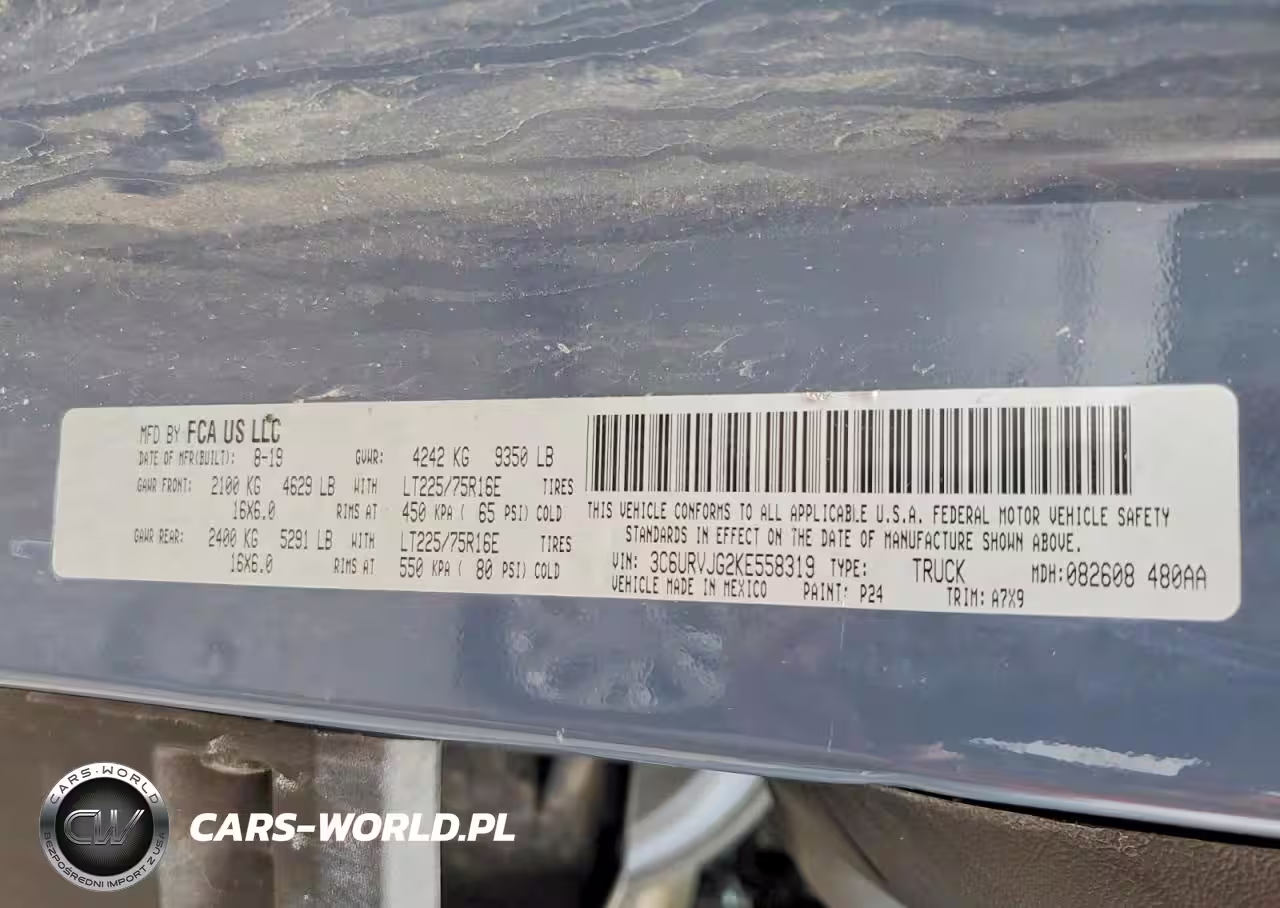 MFD BY FCA US LLC
DATE OF MFR(BUILT): 8-19 GVWR: 4242 KG 9350 LB
GAWR FRONT: 2100 KG 4629 LB WITH LT225/75R16E TIRES
16X6.0 RIMS AT 450 KPA ( 65 PSI) COLD
GAWR REAR: 2400 KG 5291 LB WITH LT225/75R16E TIRES
16X6.0 RIMS AT 550 KPA ( 80 PSI) COLD
THIS VEHICLE CONFORMS TO ALL APPLICABLE U.S.A. FEDERAL MOTOR VEHICLE SAFETY
STANDARDS IN EFFECT ON THE DATE OF MANUFACTURE SHOWN ABOVE.
VIN: 3C6URVJG2KE558319 TYPE: TRUCK MDH:082608 480AA
VEHICLE MADE IN MEXICO PAINT: P24 TRIM: A7X9
CARS-WORLD
CW
BEZPOŚREDNI IMPORT Z USA
CARS-WORLD.PL